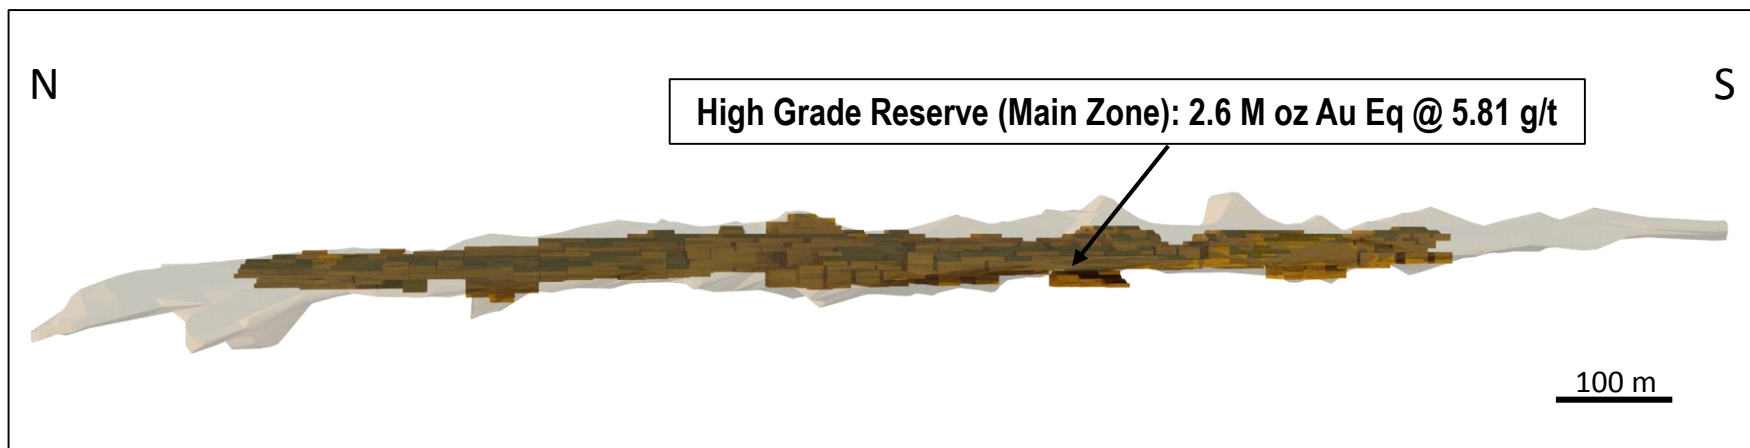 N
S
High Grade Reserve (Main Zone): 2.6 M oz Au Eq @ 5.81 g/t
100 m